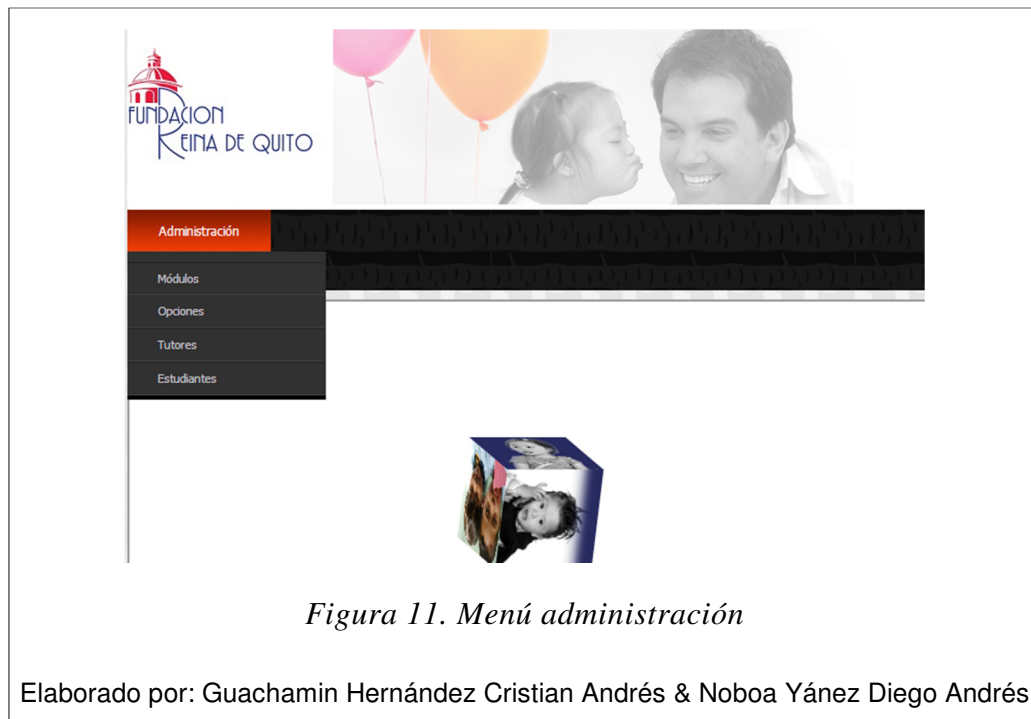 FUNDACION
REINA DE QUITO
Administración
Módulos
Opciones
Tutores
Estudiantes
Figura 11. Menú administración
Elaborado por: Guachamin Hernández Cristian Andrés & Noboa Yánez Diego Andrés